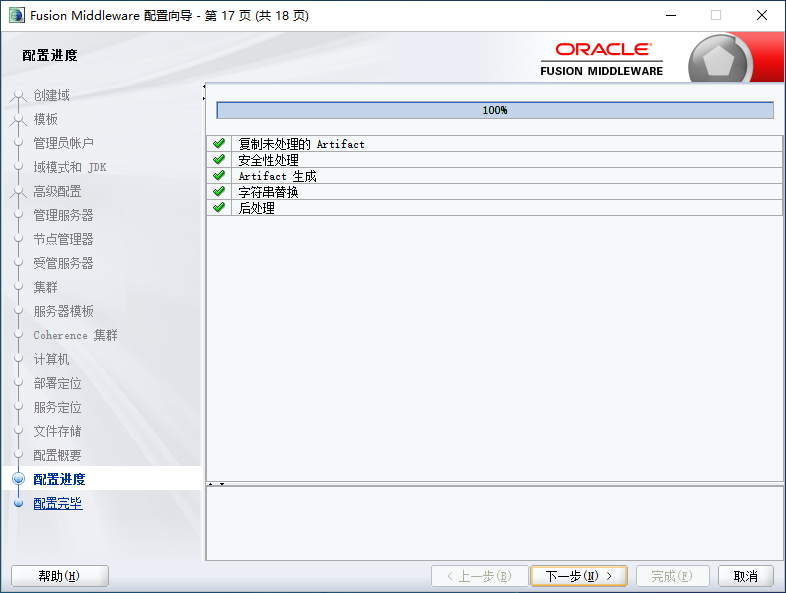 Fusion Middleware 配置向导 - 第 17 页 (共 18 页)
配置进度
ORACLE
FUSION MIDDLEWARE
创建域
模板
管理员帐户
域模式和 JDK
高级配置
管理服务器
节点管理器
受管服务器
集群
服务器模板
Coherence 集群
计算机
部署定位
服务定位
文件存储
配置概要
配置进度
配置完毕
100%
复制未处理的 Artifact
安全性处理
Artifact 生成
字符串替换
后处理
帮助(H)
< 上一步(B)
下一步(N) >
完成(F)
取消